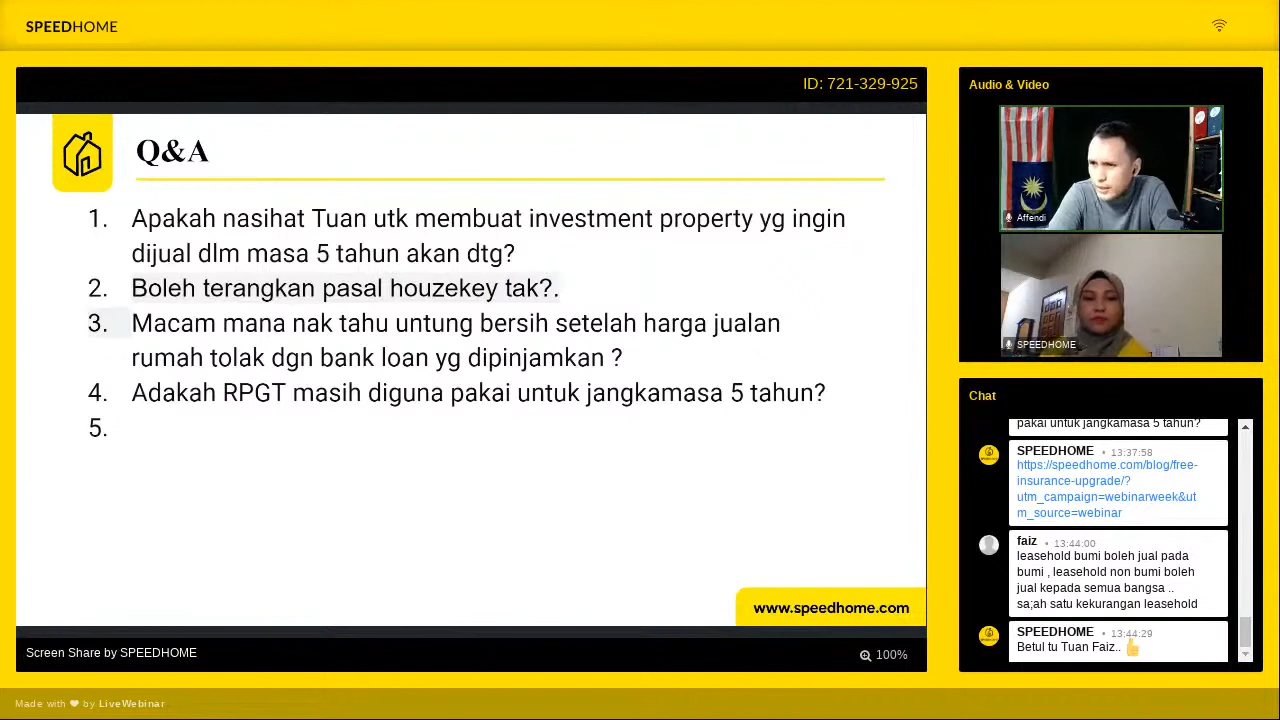 SPEEDHOME
ID: 721-329-925
Q&A
1. Apakah nasihat Tuan utk membuat investment property yg ingin
dijual dlm masa 5 tahun akan dtg?
2. Boleh terangkan pasal houzekey tak?.
3. Macam mana nak tahu untung bersih setelah harga jualan
rumah tolak dgn bank loan yg dipinjamkan ?
4. Adakah RPGT masih diguna pakai untuk jangkamasa 5 tahun?
5.
www.speedhome.com
Screen Share by SPEEDHOME
100%
Audio & Video
Affendi
SPEEDHOME
Chat
pakai untuk jangkamasa 5 tahun?
SPEEDHOME • 13:37:58
https://speedhome.com/blog/free-
insurance-upgrade/?
utm_campaign=webinarweek&ut
m_source=webinar
faiz • 13:44:00
leasehold bumi boleh jual pada
bumi , leasehold non bumi boleh
jual kepada semua bangsa ..
sa;ah satu kekurangan leasehold
SPEEDHOME • 13:44:29
Betul tu Tuan Faiz.. 👍
Made with ❤ by LiveWebinar